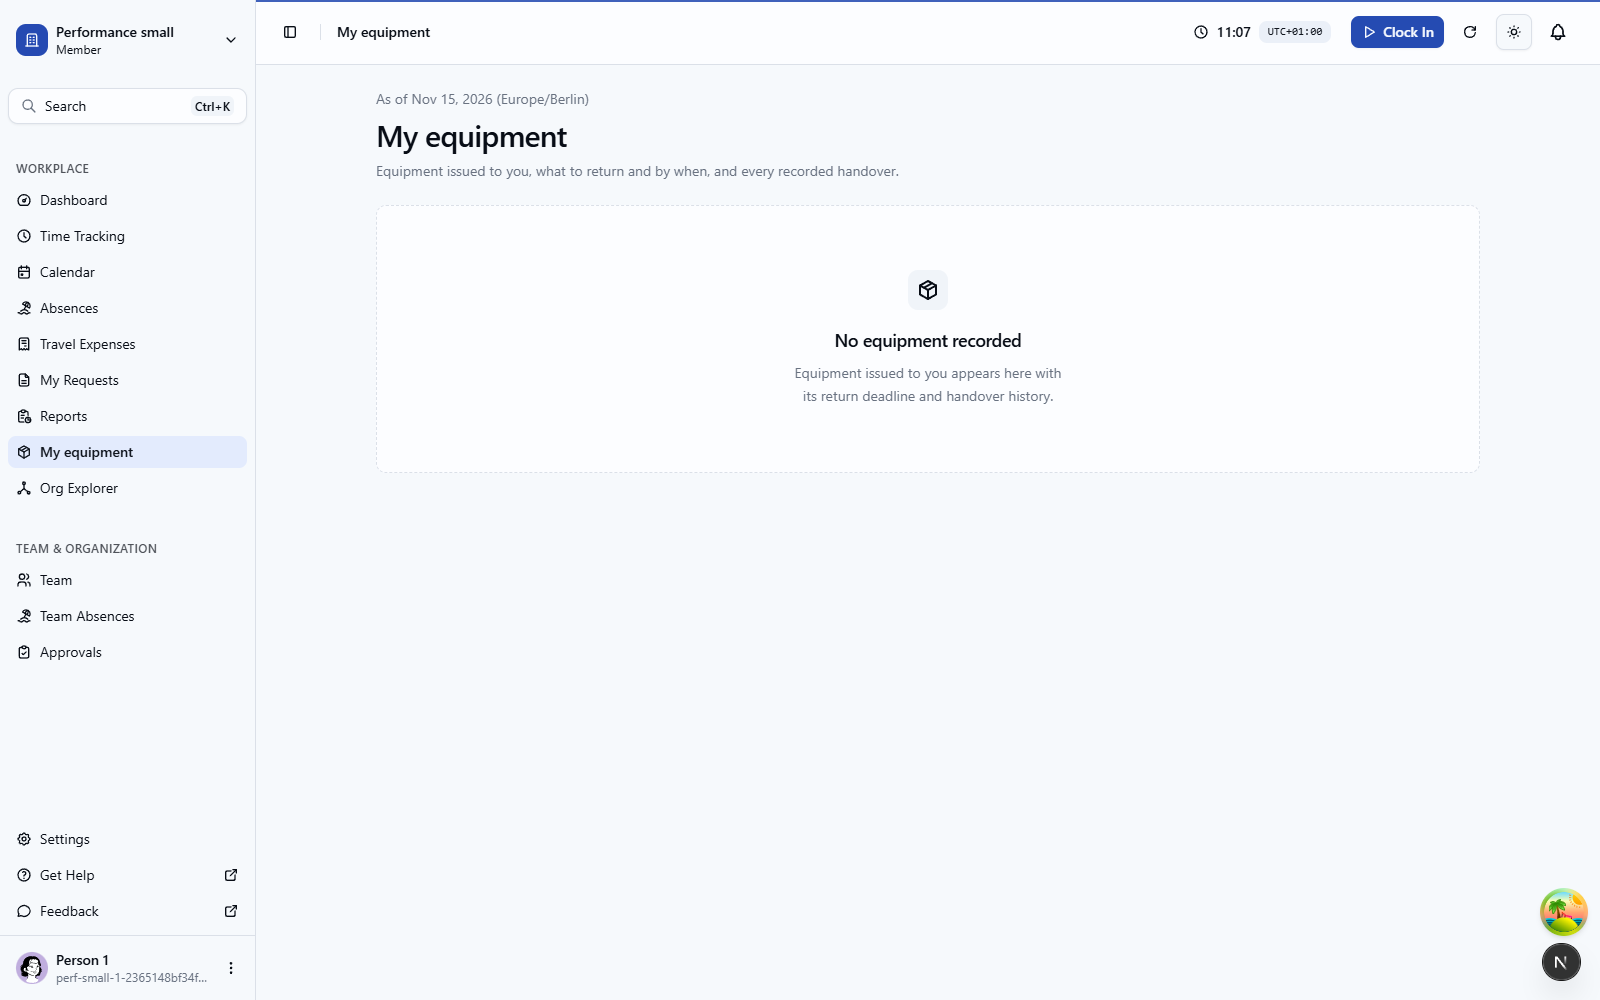 Performance small
Member
Search
Ctrl+K
WORKPLACE
Dashboard
Time Tracking
Calendar
Absences
Travel Expenses
My Requests
Reports
My equipment
Org Explorer
TEAM & ORGANIZATION
Team
Team Absences
Approvals
Settings
Get Help
Feedback
Person 1
perf-small-1-2365148bf34f...
My equipment
11:07
UTC+01:00
Clock In
As of Nov 15, 2026 (Europe/Berlin)
My equipment
Equipment issued to you, what to return and by when, and every recorded handover.
No equipment recorded
Equipment issued to you appears here with
its return deadline and handover history.
N